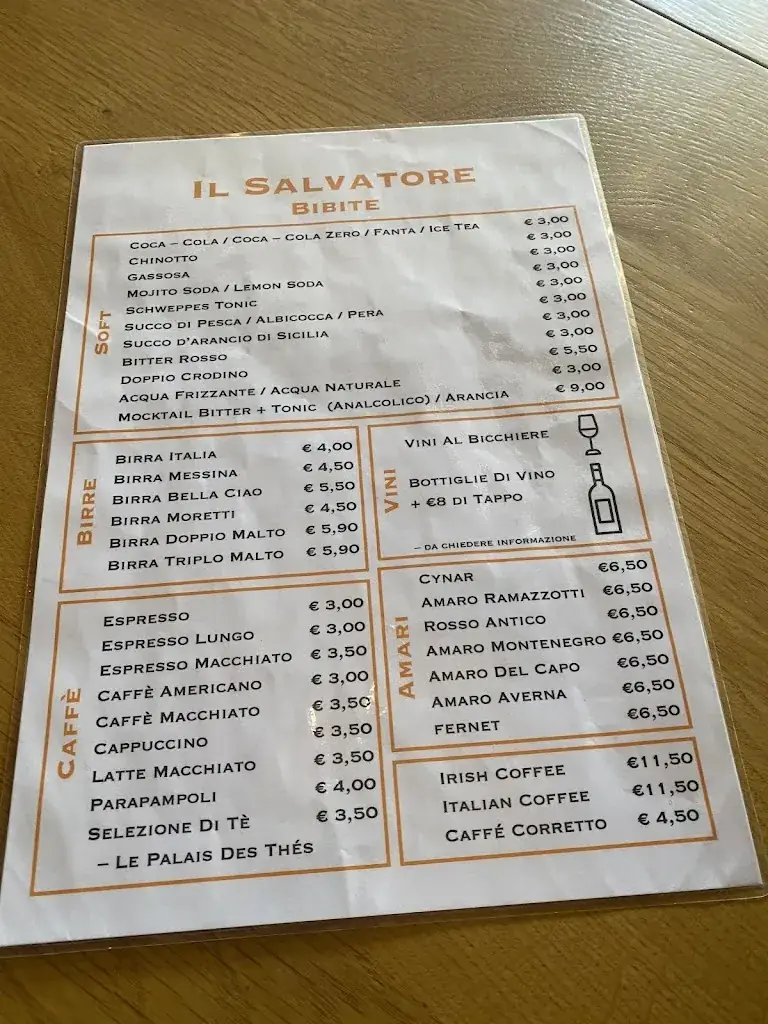 IL SALVATORE
BIBITE
SOFT
COCA – COLA / COCA – COLA ZERO / FANTA / ICE TEA € 3,00
CHINOTTO € 3,00
GASSOSA € 3,00
MOJITO SODA / LEMON SODA € 3,00
SCHWEPPES TONIC € 3,00
SUCCO DI PESCA / ALBICOCCA / PERA € 3,00
SUCCO D'ARANCIO DI SICILIA € 3,00
BITTER ROSSO € 3,00
DOPPIO CRODINO € 5,50
ACQUA FRIZZANTE / ACQUA NATURALE € 3,00
MOCKTAIL BITTER + TONIC (ANALCOLICO) / ARANCIA € 9,00
BIRRE
BIRRA ITALIA € 4,00
BIRRA MESSINA € 4,50
BIRRA BELLA CIAO € 5,50
BIRRA MORETTI € 4,50
BIRRA DOPPIO MALTO € 5,90
BIRRA TRIPLO MALTO € 5,90
VINI
VINI AL BICCHIERE
BOTTIGLIE DI VINO
+ €8 DI TAPPO
– DA CHIEDERE INFORMAZIONE
CAFFÈ
ESPRESSO € 3,00
ESPRESSO LUNGO € 3,00
ESPRESSO MACCHIATO € 3,50
CAFFÈ AMERICANO € 3,00
CAFFÈ MACCHIATO € 3,50
CAPPUCCINO € 3,50
LATTE MACCHIATO € 3,50
PARAPAMPOLI € 4,00
SELEZIONE DI TÈ € 3,50
– LE PALAIS DES THÉS
AMARI
CYNAR €6,50
AMARO RAMAZZOTTI €6,50
ROSSO ANTICO €6,50
AMARO MONTENEGRO €6,50
AMARO DEL CAPO €6,50
AMARO AVERNA €6,50
FERNET €6,50
IRISH COFFEE €11,50
ITALIAN COFFEE €11,50
CAFFÉ CORRETTO € 4,50